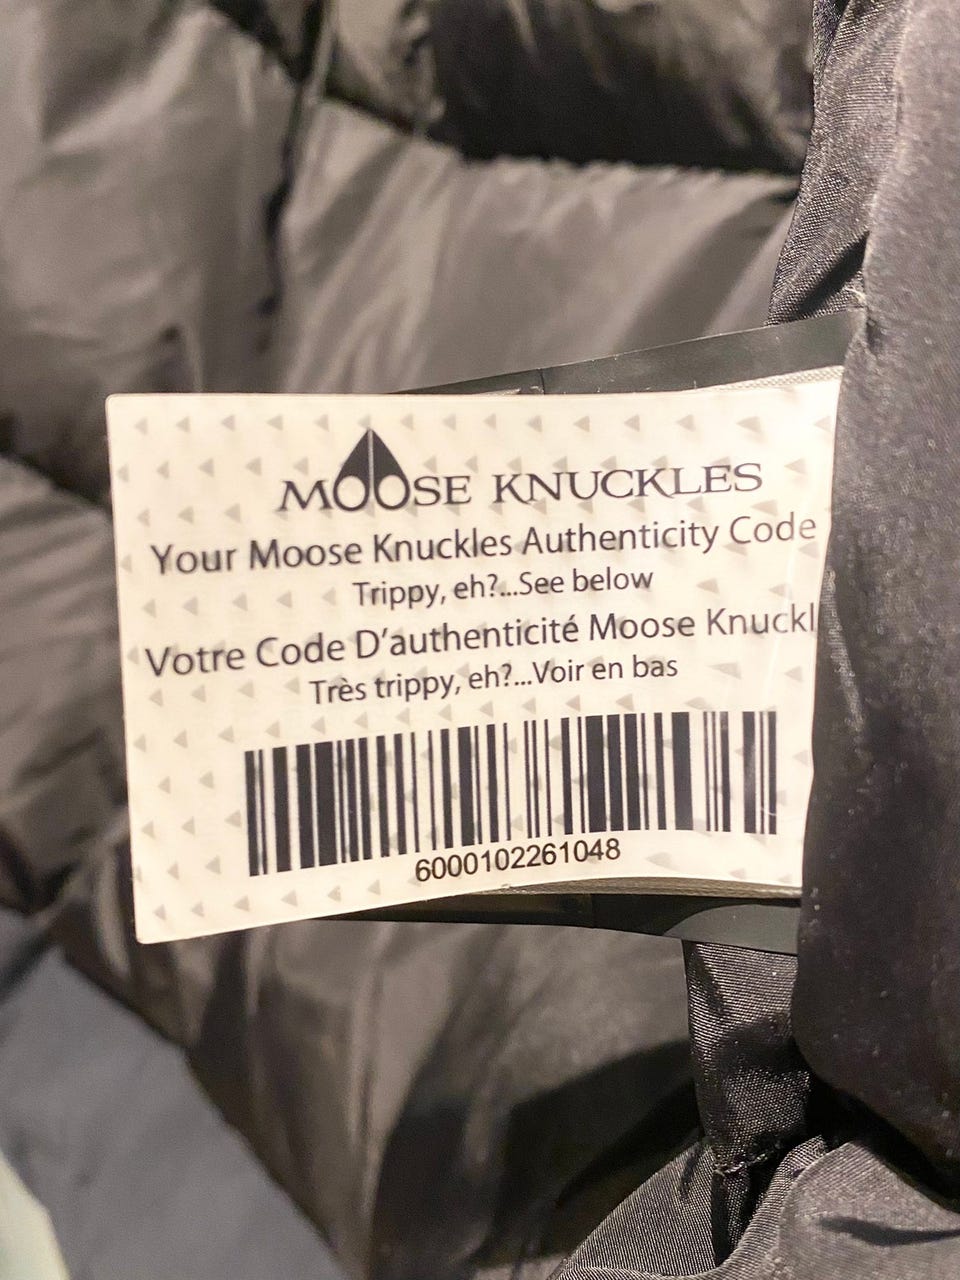 MOOSE KNUCKLES
Your Moose Knuckles Authenticity Code
Trippy, eh?...See below
Votre Code D'authenticité Moose Knuckl
Très trippy, eh?...Voir en bas
6000102261048